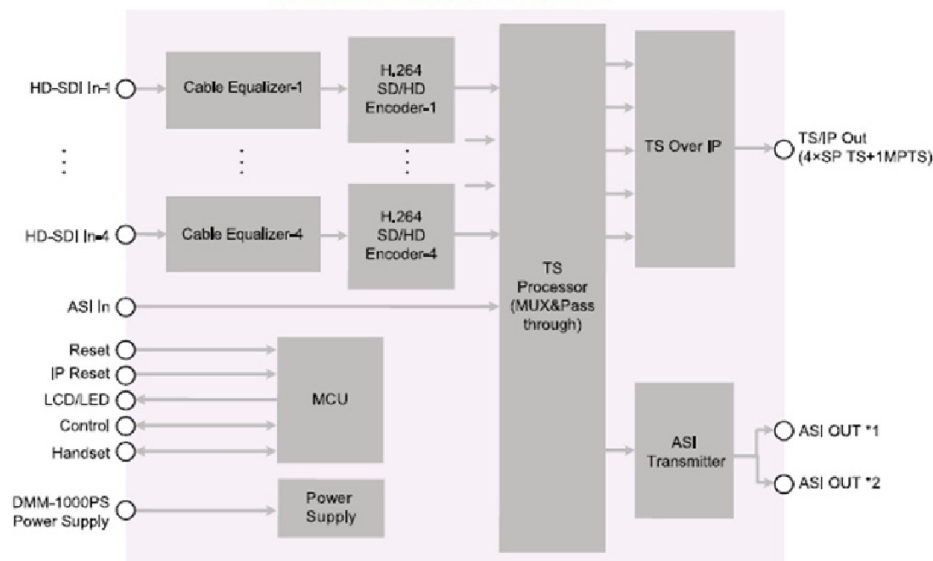 HD-SDI In-1
Cable Equalizer-1
H.264
SD/HD
Encoder-1
TS Over IP
TS/IP Out
(4×SP TS+1MPTS)
HD-SDI In-4
Cable Equalizer-4
H.264
SD/HD
Encoder-4
TS
Processor
(MUX&Pass
through)
ASI In
Reset
IP Reset
LCD/LED
Control
Handset
MCU
ASI
Transmitter
ASI OUT *1
ASI OUT *2
DMM-1000PS
Power Supply
Power
Supply